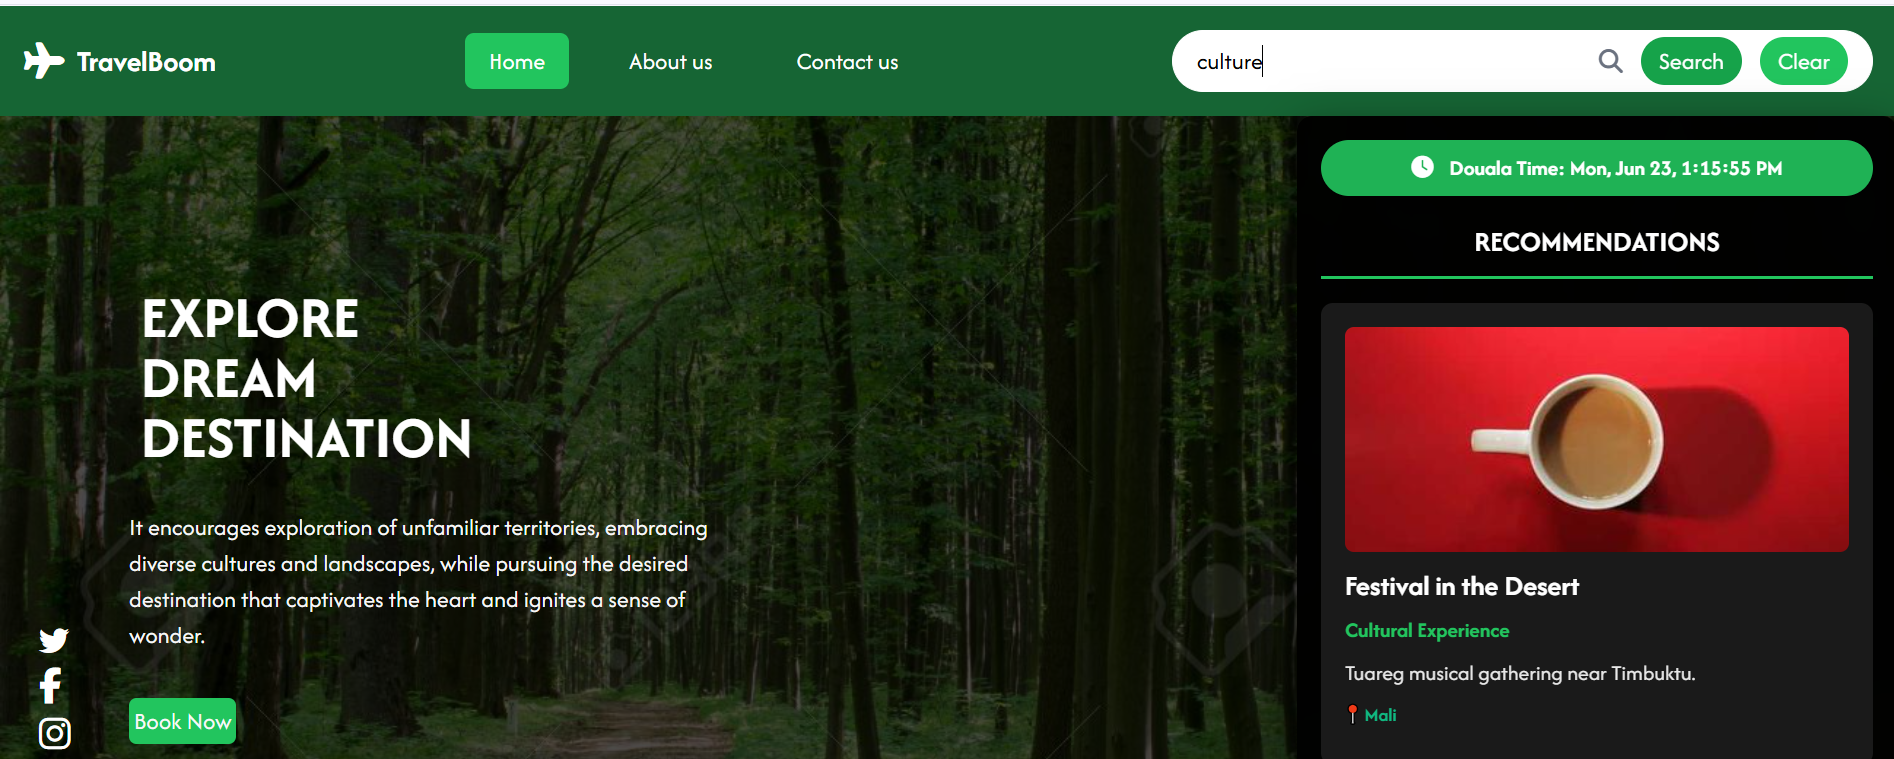 TravelBoom
Home
About us
Contact us
culture
Search
Clear
EXPLORE
DREAM
DESTINATION
It encourages exploration of unfamiliar territories, embracing
diverse cultures and landscapes, while pursuing the desired
destination that captivates the heart and ignites a sense of
wonder.
Book Now
Douala Time: Mon, Jun 23, 1:15:55 PM
RECOMMENDATIONS
Festival in the Desert
Cultural Experience
Tuareg musical gathering near Timbuktu.
Mali